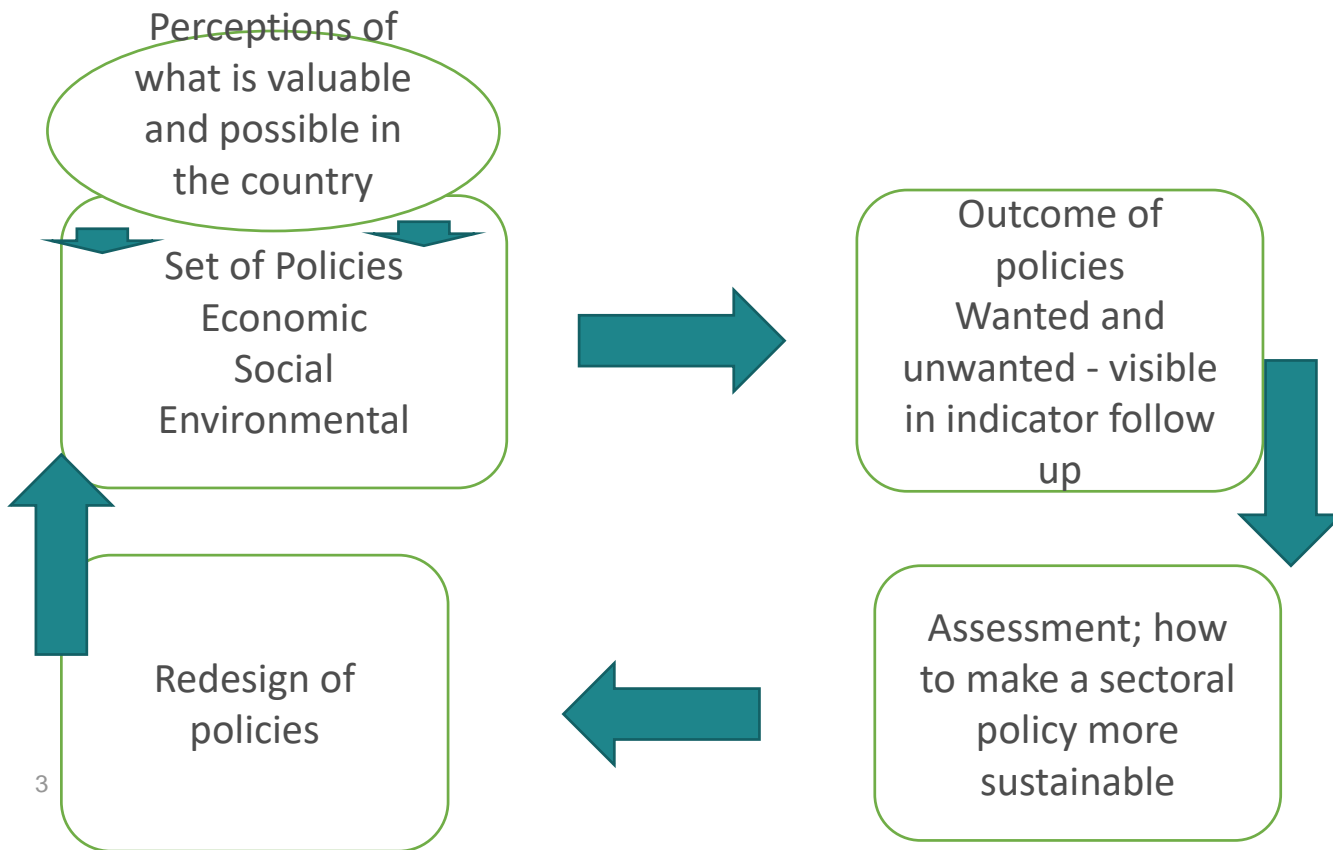 Perceptions of
what is valuable
and possible in
the country
Set of Policies
Economic
Social
Environmental
Outcome of
policies
Wanted and
unwanted - visible
in indicator follow
up
Assessment; how
to make a sectoral
policy more
sustainable
Redesign of
policies
3